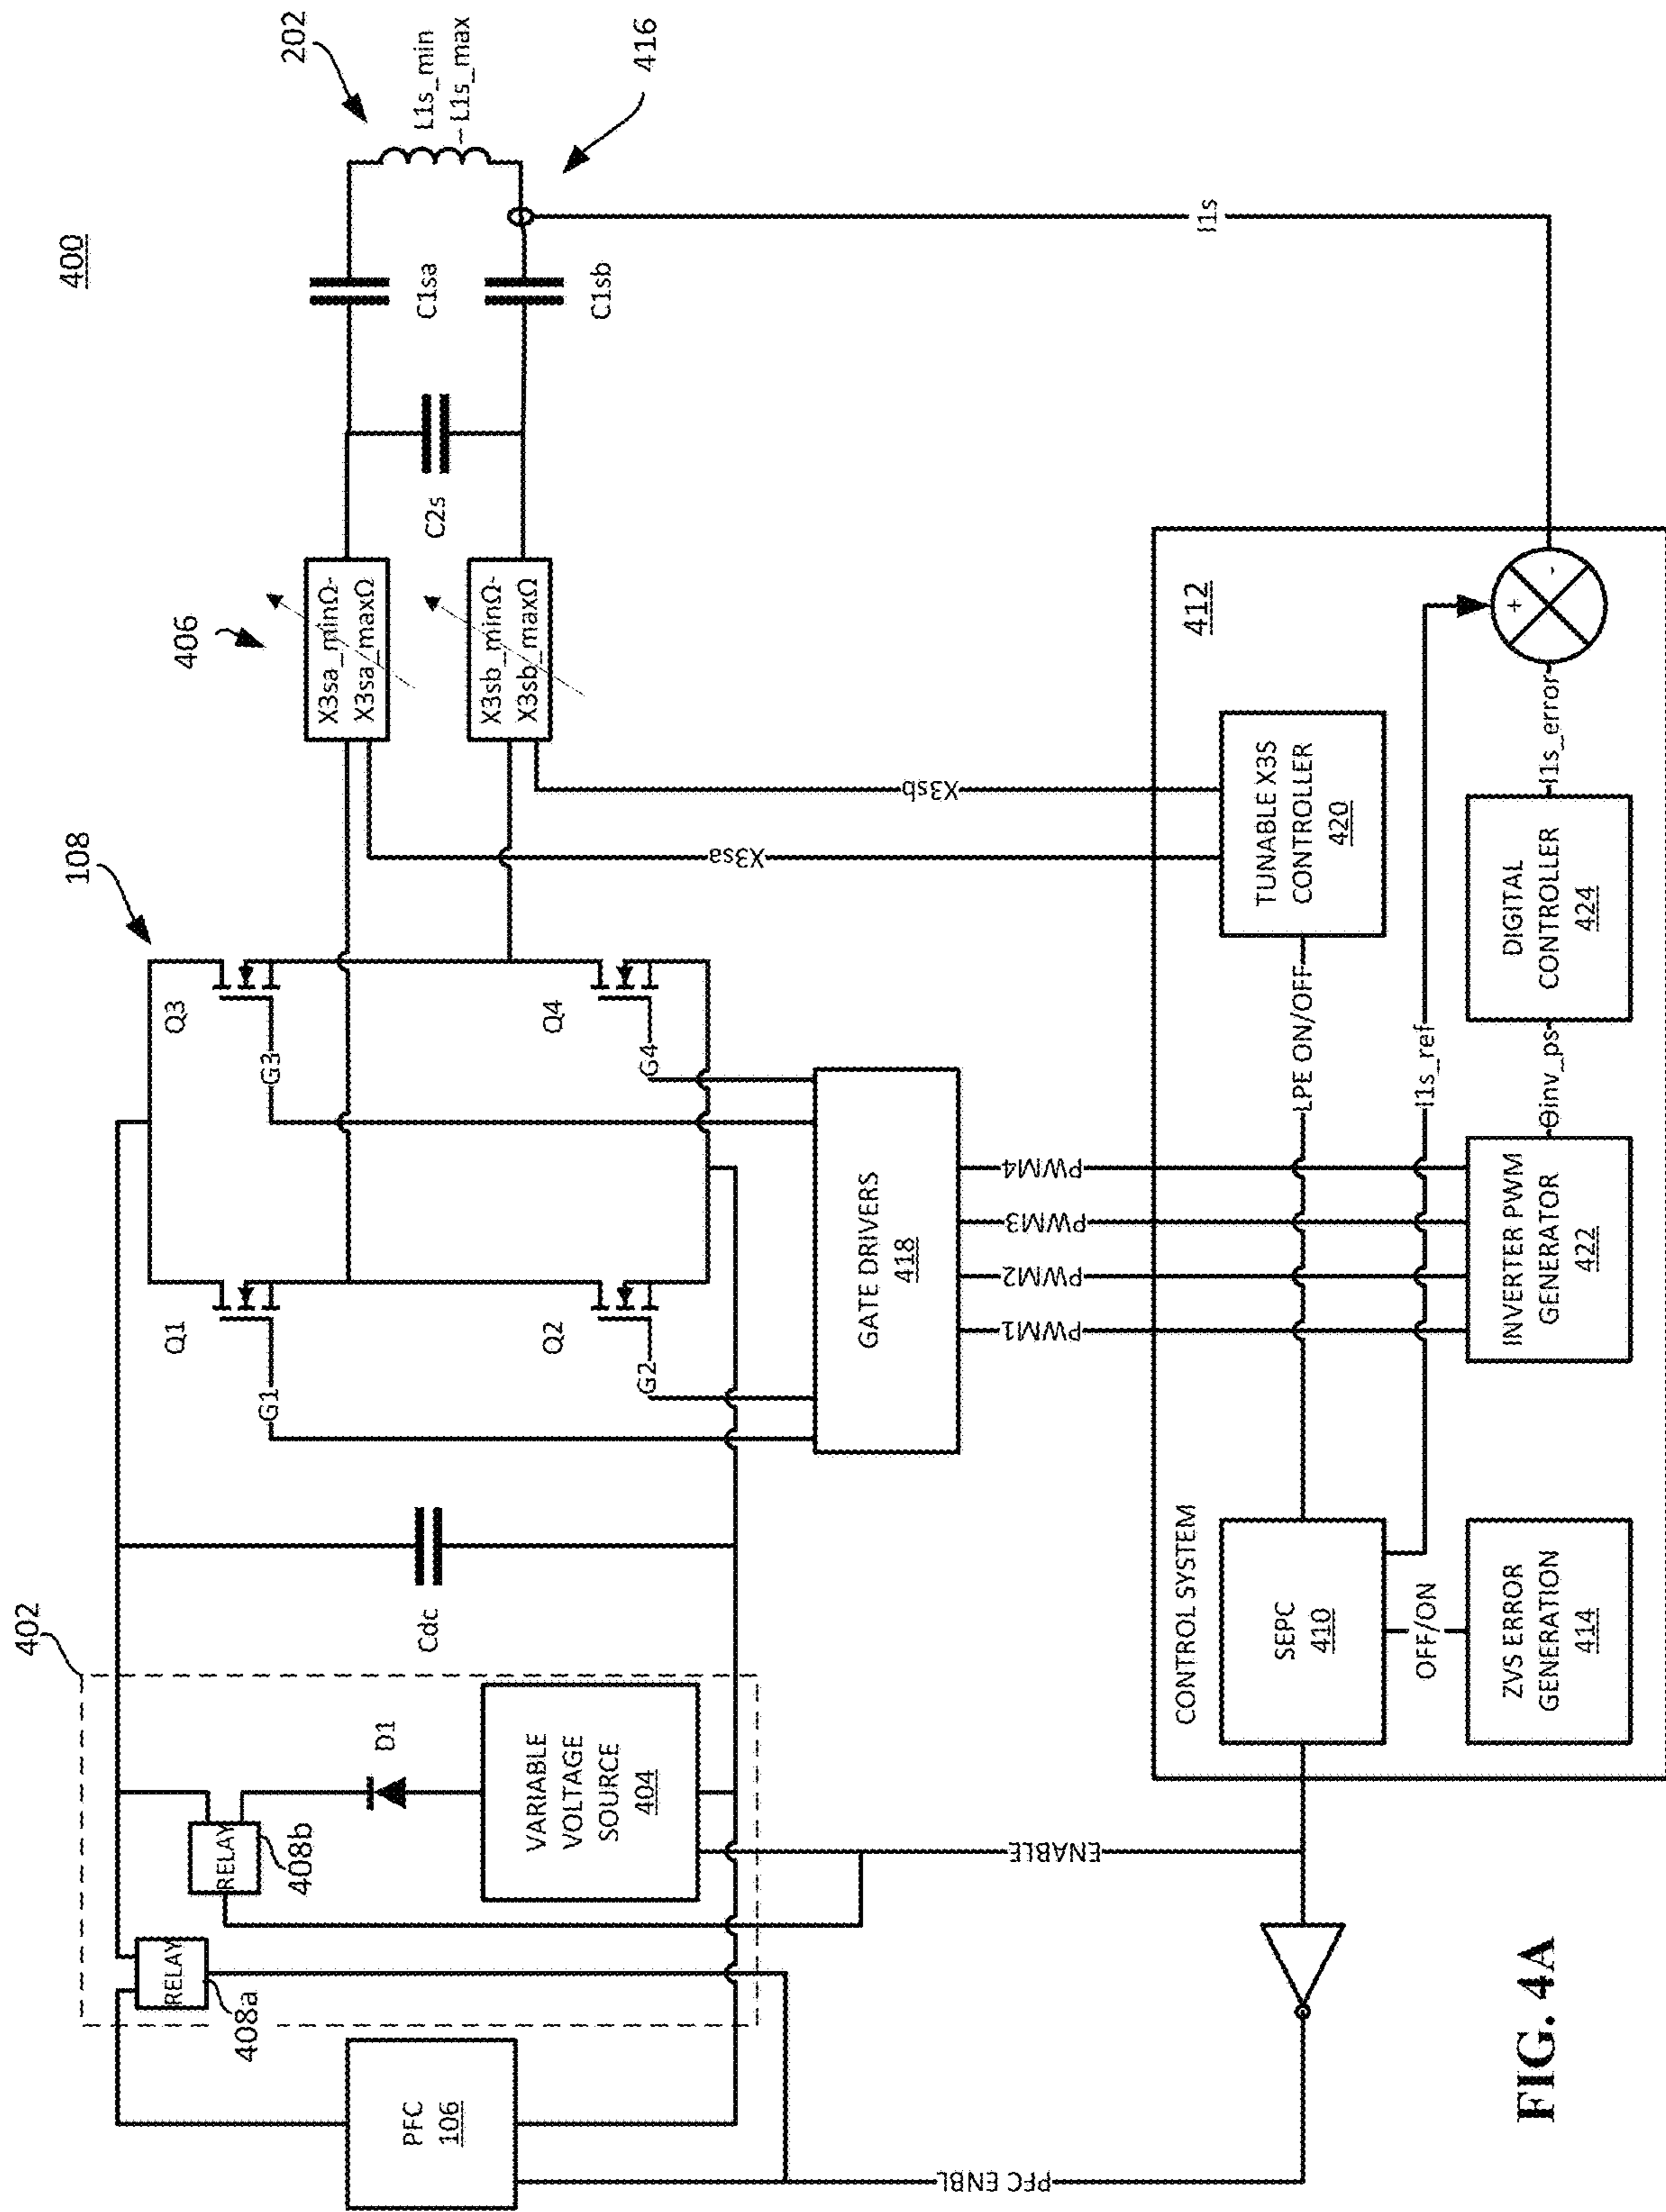 400
202
L1s_min
~ L1s_max
416
C1sa
C1sb
C2s
406
X3sa_minΩ-
X3sa_maxΩ
X3sb_minΩ-
X3sb_maxΩ
108
Q1
Q2
Q3
Q4
G1
G2
G3
G4
Cdc
402
RELAY
408a
RELAY
408b
D1
VARIABLE
VOLTAGE
SOURCE
404
PFC
106
PFC ENBL
ENABLE
GATE DRIVERS
418
PWM1
PWM2
PWM3
PWM4
X3sa
X3sb
I1s
CONTROL SYSTEM
412
SEPC
410
OFF/ON
ZVS ERROR
GENERATION
414
LPE ON/OFF
TUNABLE X3S
CONTROLLER
420
I1s_ref
INVERTER PWM
GENERATOR
422
Θinv_ps
DIGITAL
CONTROLLER
424
I1s_error
+
-
FIG. 4A